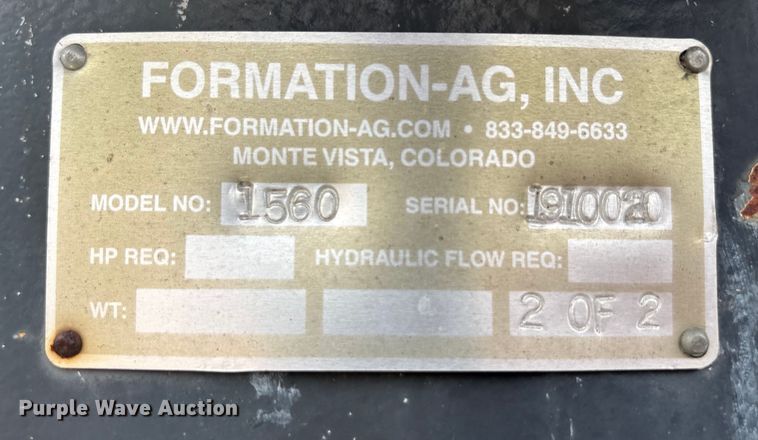 FORMATION-AG, INC
WWW.FORMATION-AG.COM • 833-849-6633
MONTE VISTA, COLORADO
MODEL NO: 1560 SERIAL NO: 1910020
HP REQ: HYDRAULIC FLOW REQ:
WT: 2 OF 2
Purple Wave Auction